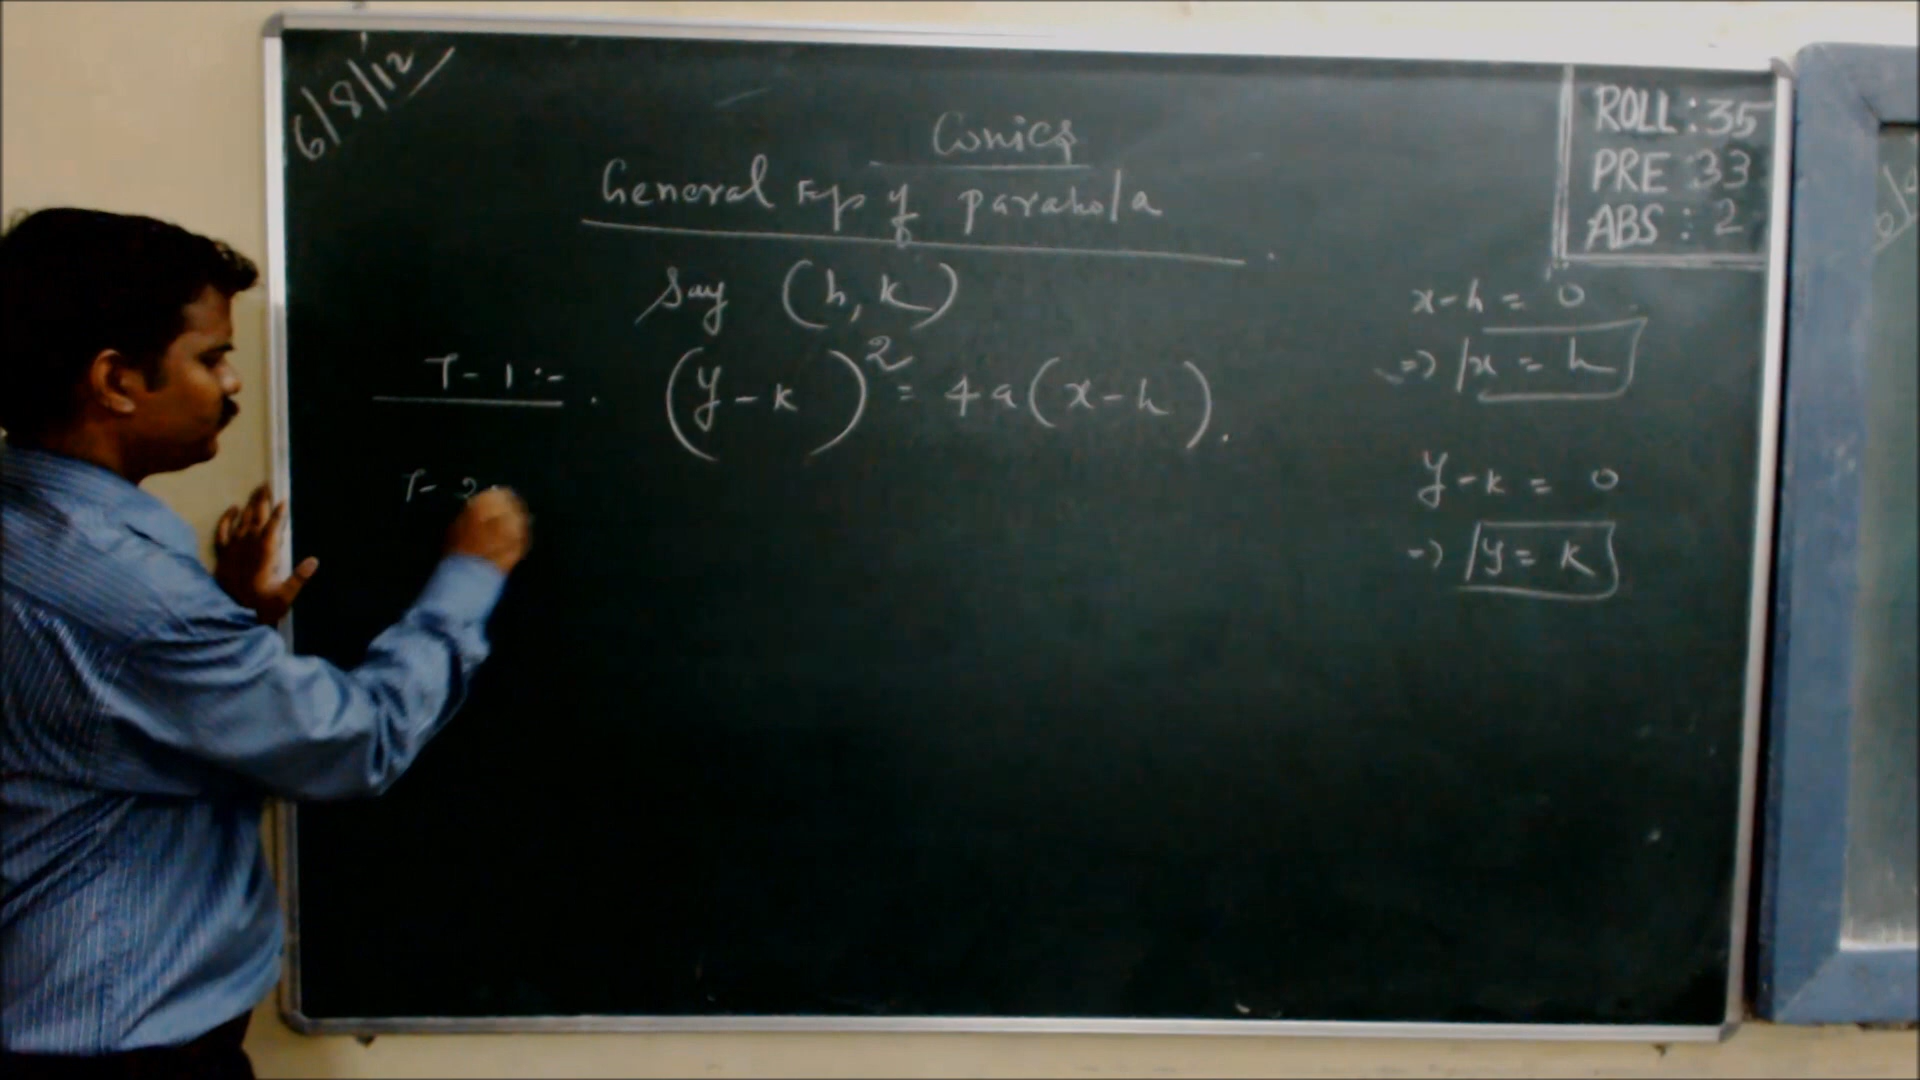 6/8/12
Conics
General Eqn of parabola
Say (h, k)
T-1 :- (y-k)² = 4a(x-h).
T-2
x-h = 0
=> x = h
y-k = 0
=> y = k
ROLL : 35
PRE : 33
ABS : 2